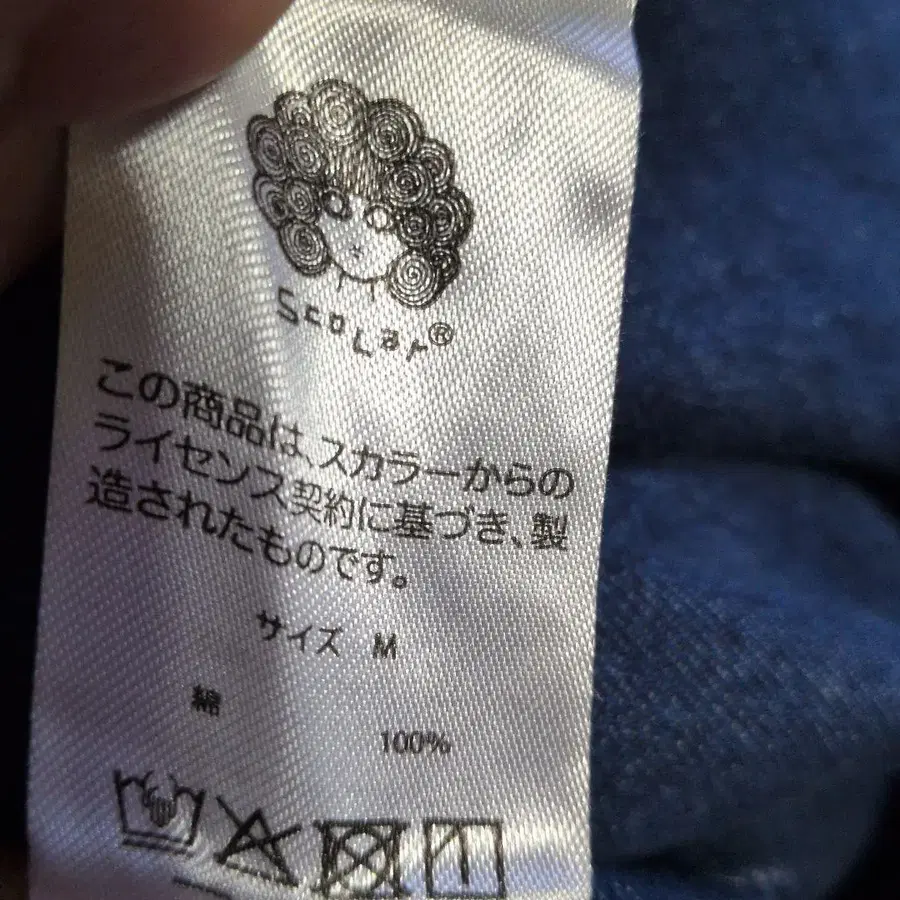 ScoLar®
この商品は、スカラーからの
ライセンス契約に基づき、製
造されたものです。
サイズ M
綿
100%